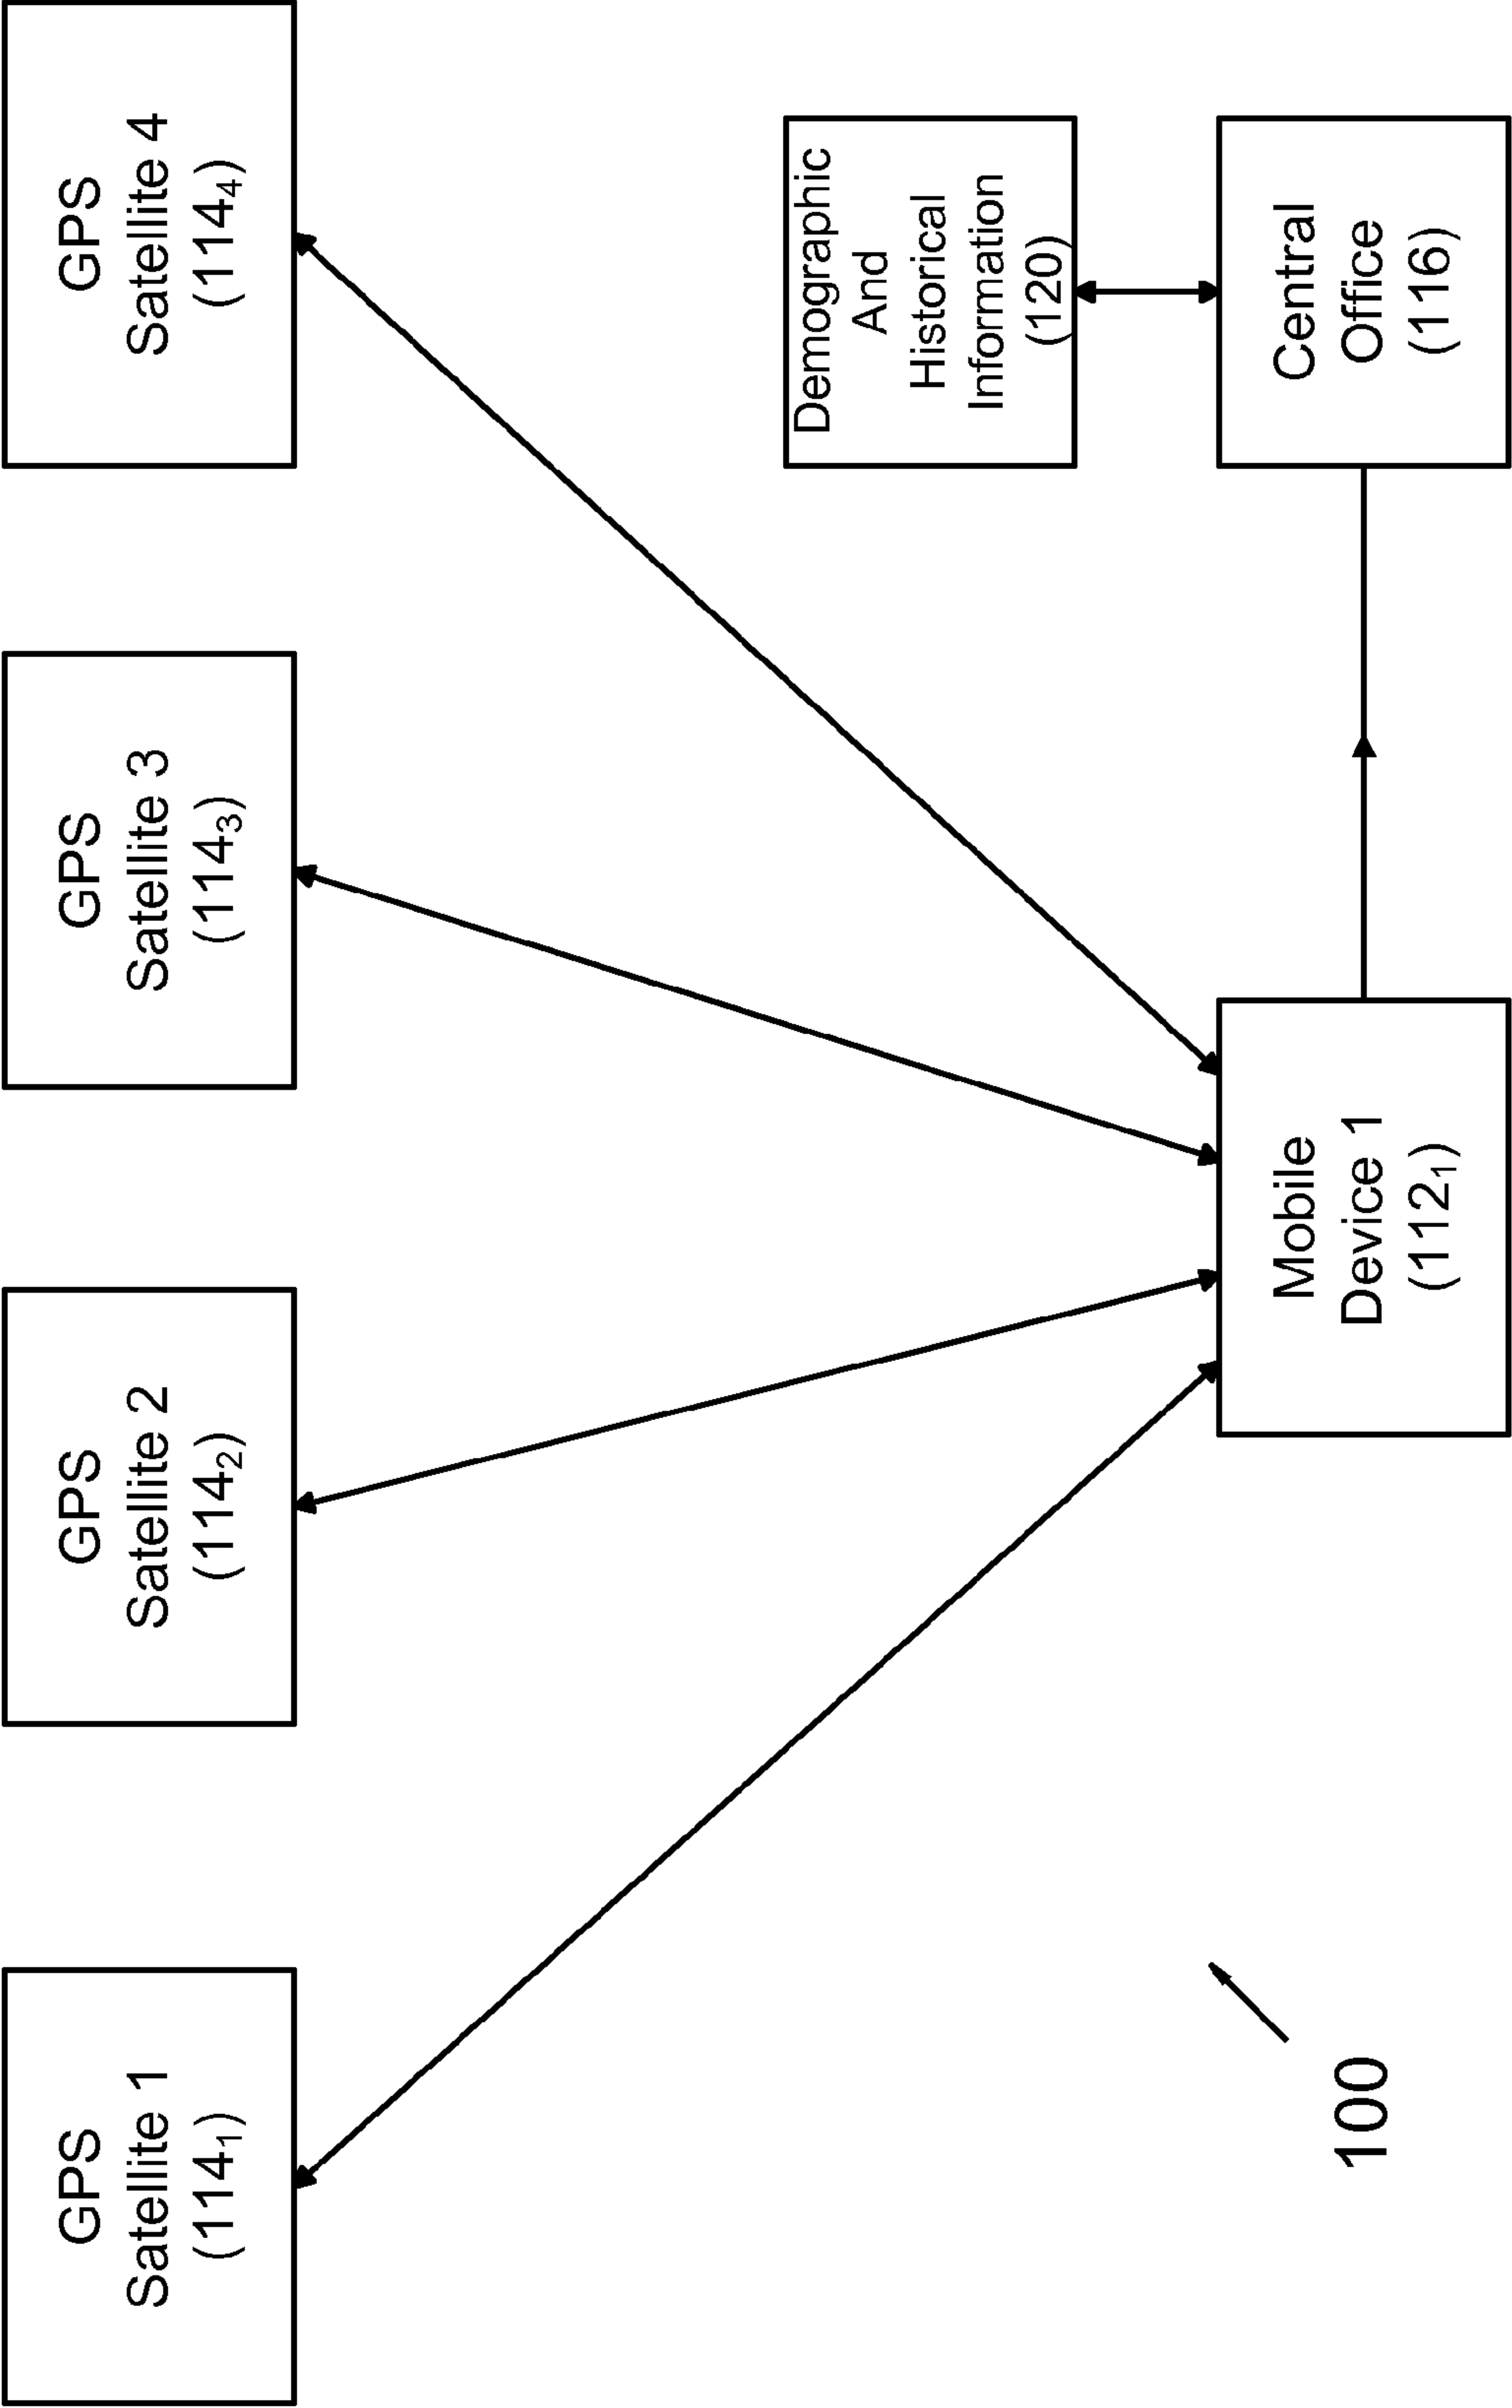 GPS
Satellite 1
(114₁)
GPS
Satellite 2
(114₂)
GPS
Satellite 3
(114₃)
GPS
Satellite 4
(114₄)
Demographic
And
Historical
Information
(120)
Mobile
Device 1
(112₁)
Central
Office
(116)
100